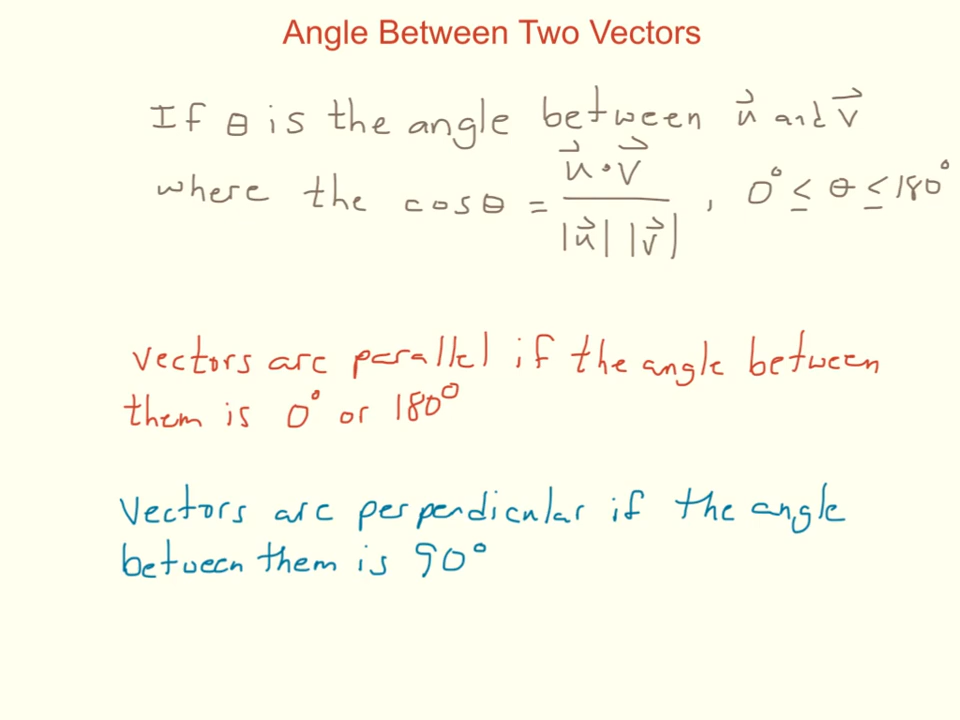 Angle Between Two Vectors
If θ is the angle between u⃗ and v⃗
where the cosθ = u⃗·v⃗ / |u⃗| |v⃗| , 0° ≤ θ ≤ 180°
vectors are parallel if the angle between
them is 0° or 180°
Vectors are perpendicular if the angle
between them is 90°